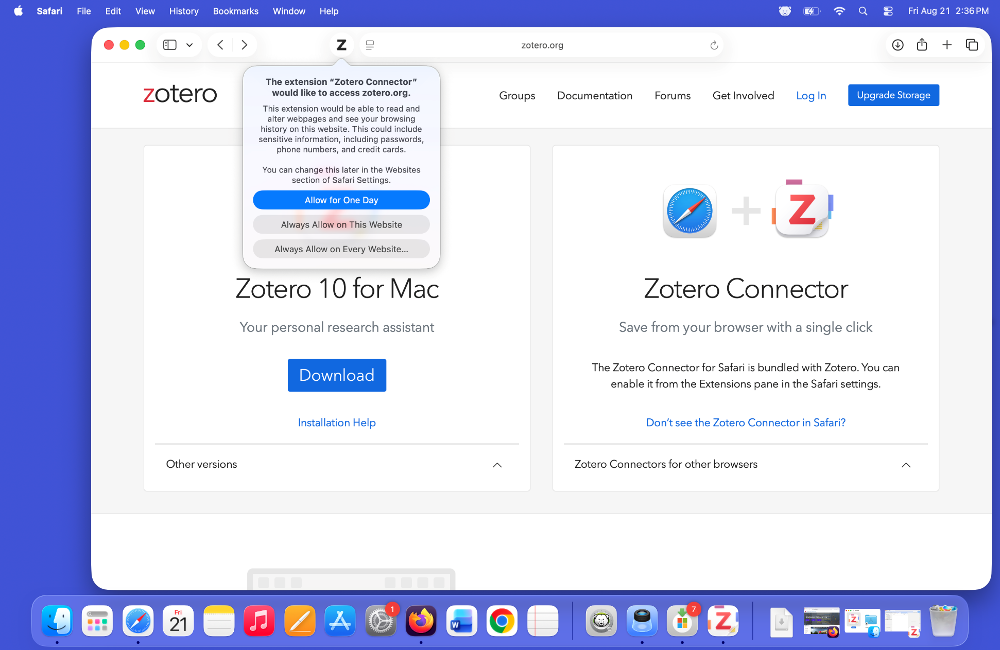 Safari File Edit View History Bookmarks Window Help Fri Aug 21 2:36 PM
Z zotero.org
The extension “Zotero Connector”
would like to access zotero.org.
This extension would be able to read and
alter webpages and see your browsing
history on this website. This could include
sensitive information, including passwords,
phone numbers, and credit cards.
You can change this later in the Websites
section of Safari Settings.
Allow for One Day
Always Allow on This Website
Always Allow on Every Website...
zotero Groups Documentation Forums Get Involved Log In Upgrade Storage
Z
Zotero 10 for Mac
Your personal research assistant
Download
Installation Help
Other versions
Zotero Connector
Save from your browser with a single click
The Zotero Connector for Safari is bundled with Zotero. You can
enable it from the Extensions pane in the Safari settings.
Don’t see the Zotero Connector in Safari?
Zotero Connectors for other browsers
Fri
21
1
W
7
Z
Z
Z